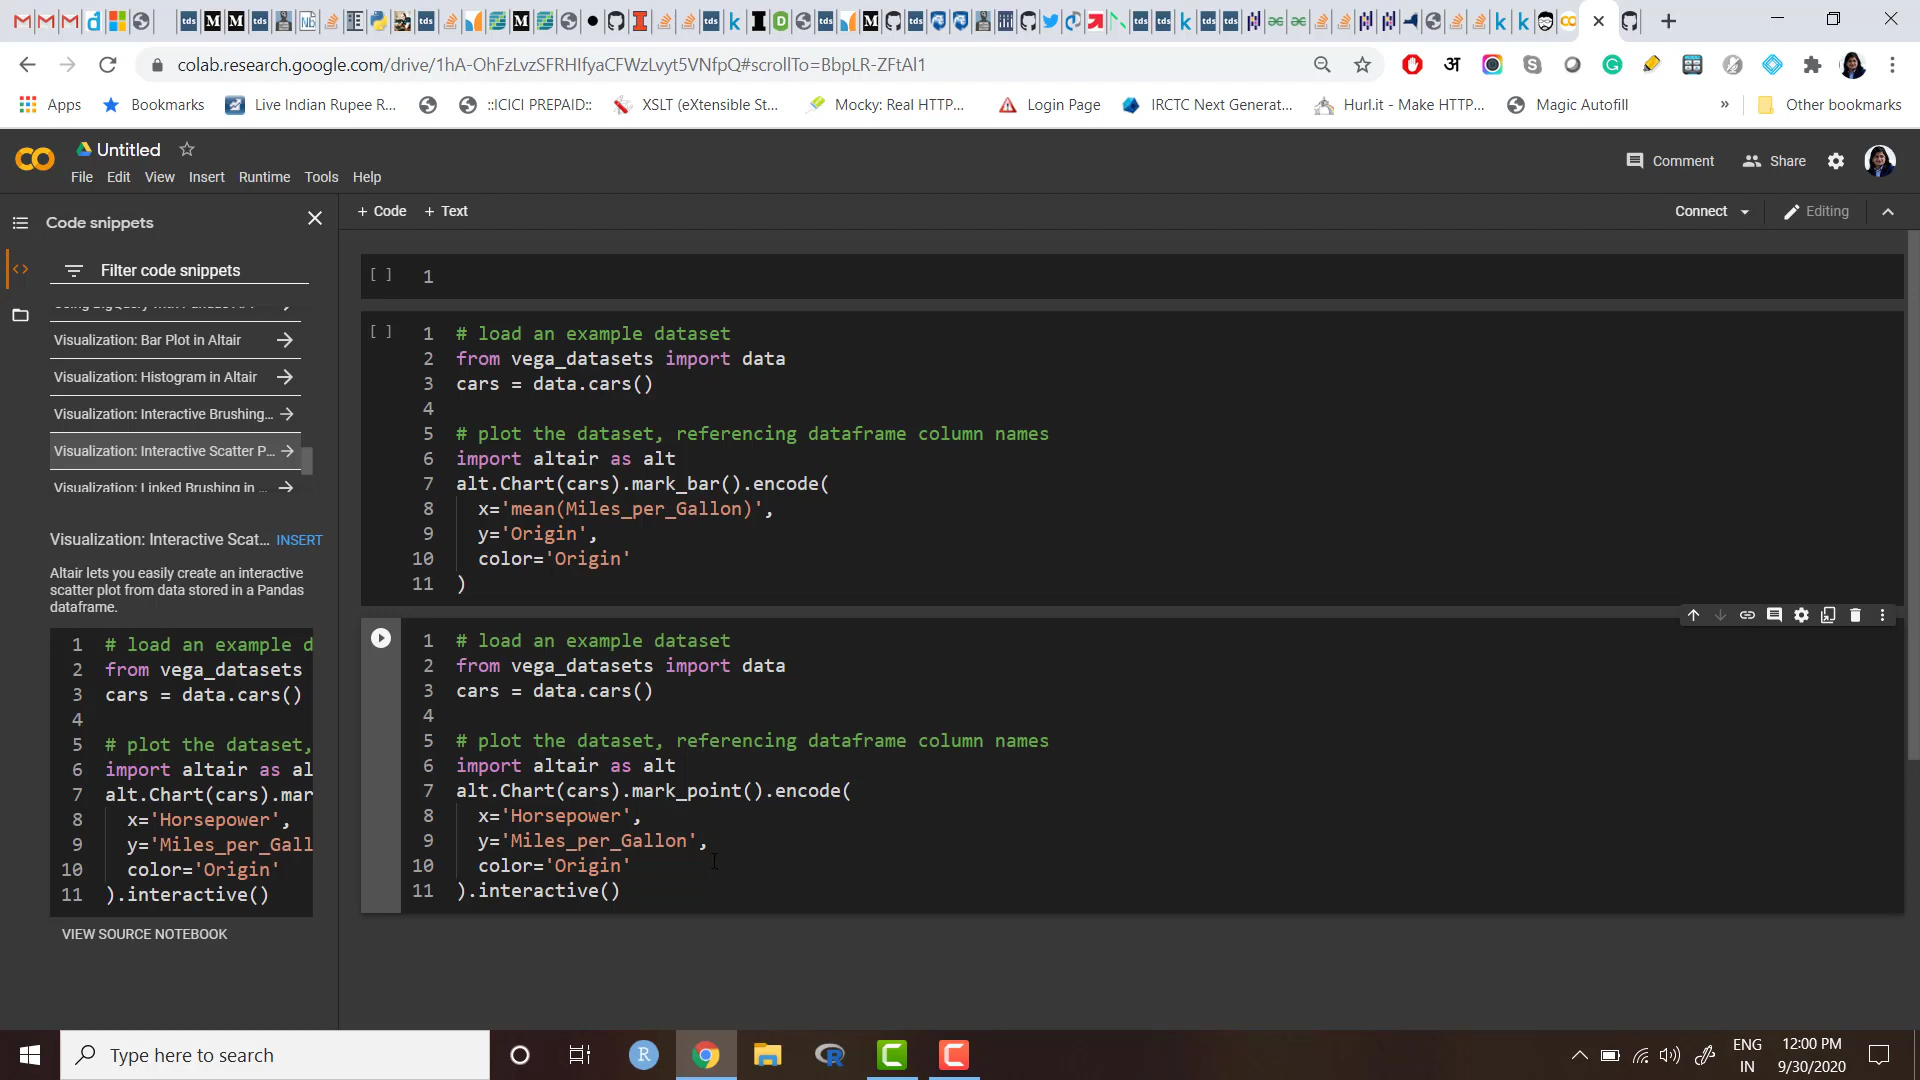 colab.research.google.com/drive/1hA-OhFzLvzSFRHIfyaCFWzLvyt5VNfpQ#scrollTo=BbpLR-ZFtAl1
Apps
Bookmarks
Live Indian Rupee R...
::ICICI PREPAID::
XSLT (eXtensible St...
Mocky: Real HTTP...
Login Page
IRCTC Next Generat...
Hurl.it - Make HTTP...
Magic Autofill
»
Other bookmarks
Untitled
Comment
Share
File Edit View Insert Runtime Tools Help
Code snippets
+ Code + Text
Connect
Editing
Filter code snippets
Visualization: Bar Plot in Altair
Visualization: Histogram in Altair
Visualization: Interactive Brushing...
Visualization: Interactive Scatter P...
Visualization: Linked Brushing in ...
Visualization: Interactive Scat... INSERT
Altair lets you easily create an interactive
scatter plot from data stored in a Pandas
dataframe.
1 # load an example d
2 from vega_datasets
3 cars = data.cars()
4
5 # plot the dataset,
6 import altair as al
7 alt.Chart(cars).mar
8 x='Horsepower',
9 y='Miles_per_Gall
10 color='Origin'
11 ).interactive()
VIEW SOURCE NOTEBOOK
[ ] 1
[ ] 1 # load an example dataset
2 from vega_datasets import data
3 cars = data.cars()
4
5 # plot the dataset, referencing dataframe column names
6 import altair as alt
7 alt.Chart(cars).mark_bar().encode(
8 x='mean(Miles_per_Gallon)',
9 y='Origin',
10 color='Origin'
11 )
1 # load an example dataset
2 from vega_datasets import data
3 cars = data.cars()
4
5 # plot the dataset, referencing dataframe column names
6 import altair as alt
7 alt.Chart(cars).mark_point().encode(
8 x='Horsepower',
9 y='Miles_per_Gallon',
10 color='Origin'
11 ).interactive()
Type here to search
ENG
IN
12:00 PM
9/30/2020